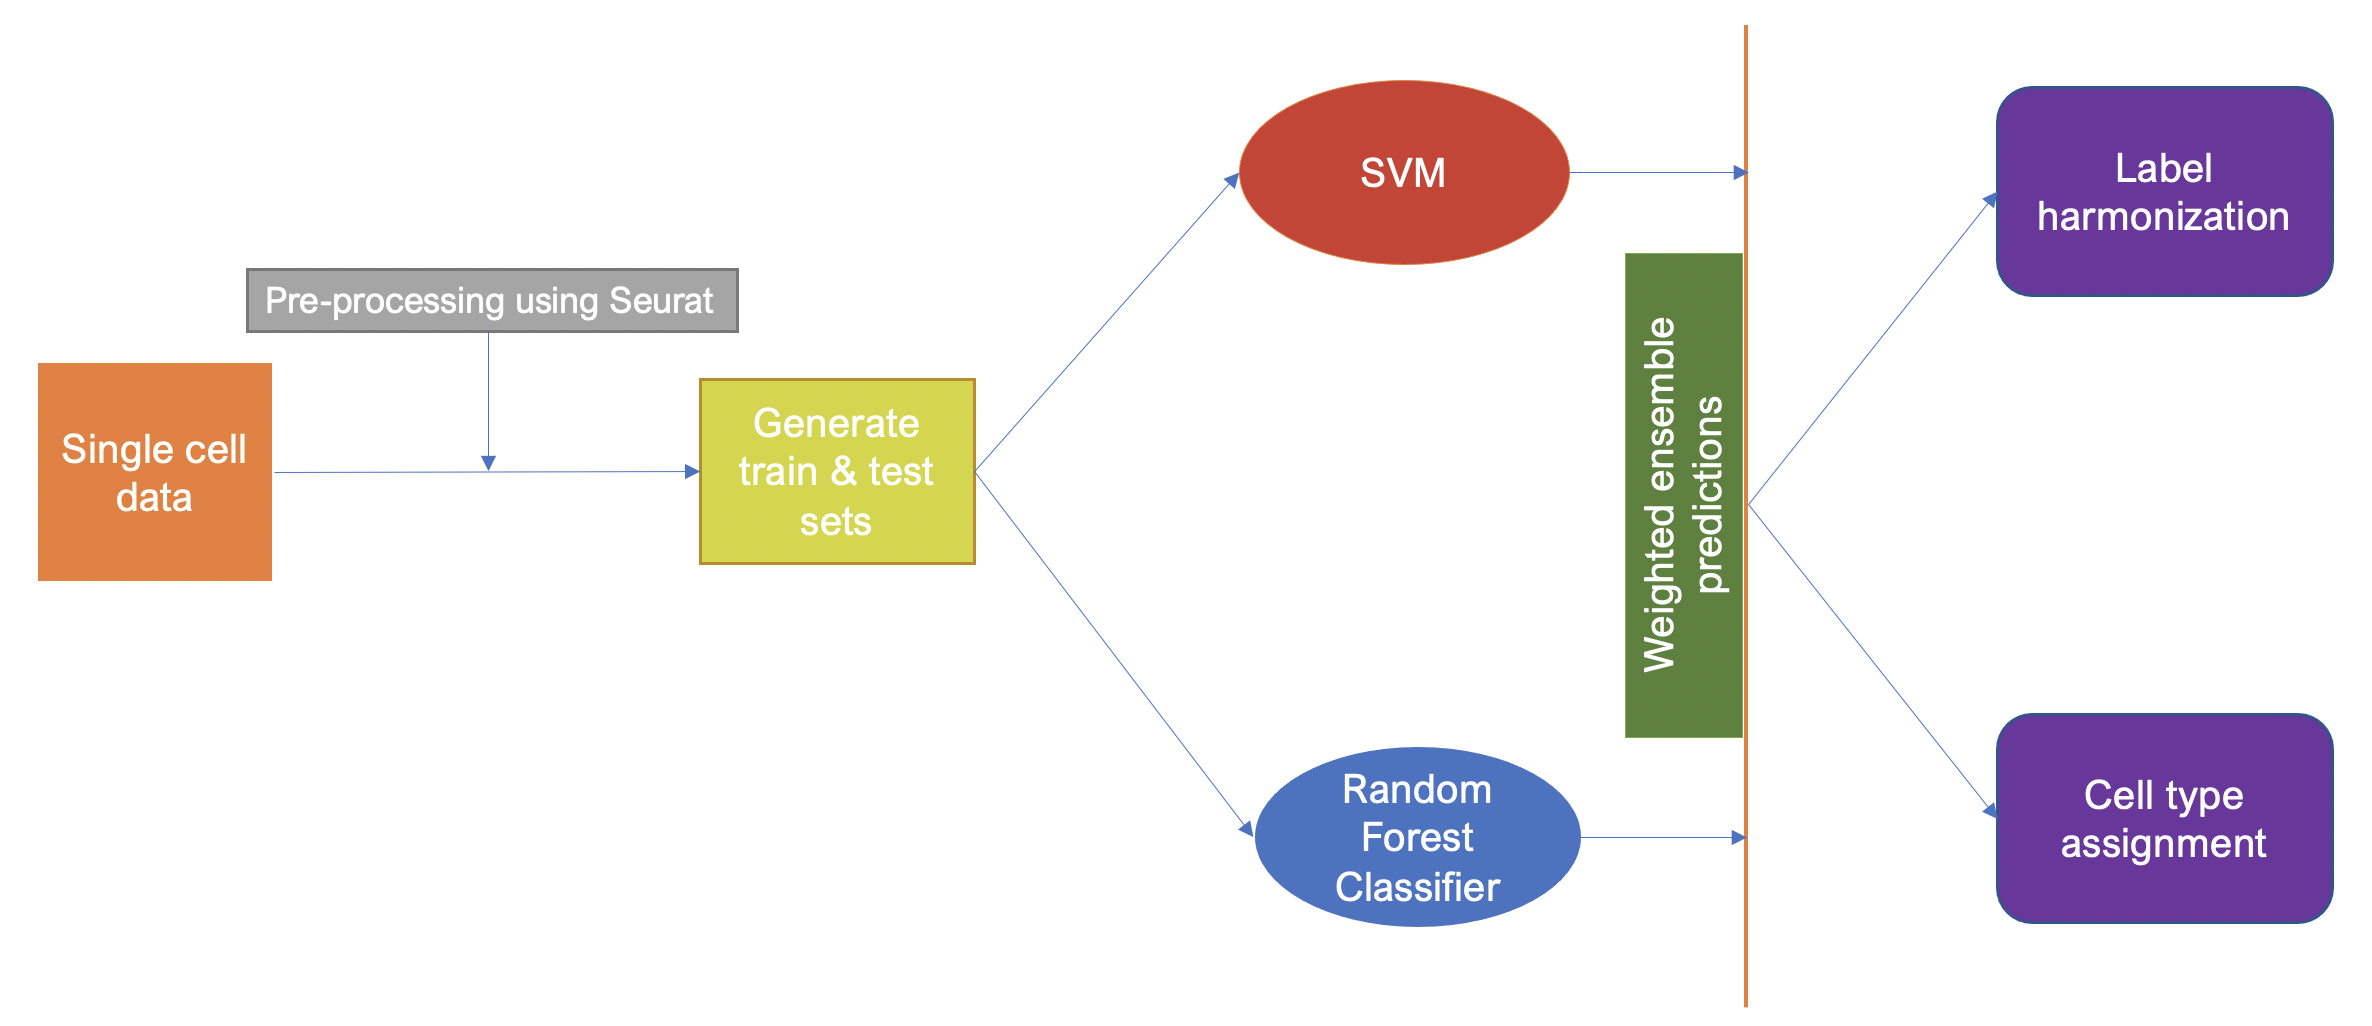 Single cell
data
Pre-processing using Seurat
Generate
train & test
sets
SVM
Random
Forest
Classifier
Weighted ensemble
predictions
Label
harmonization
Cell type
assignment